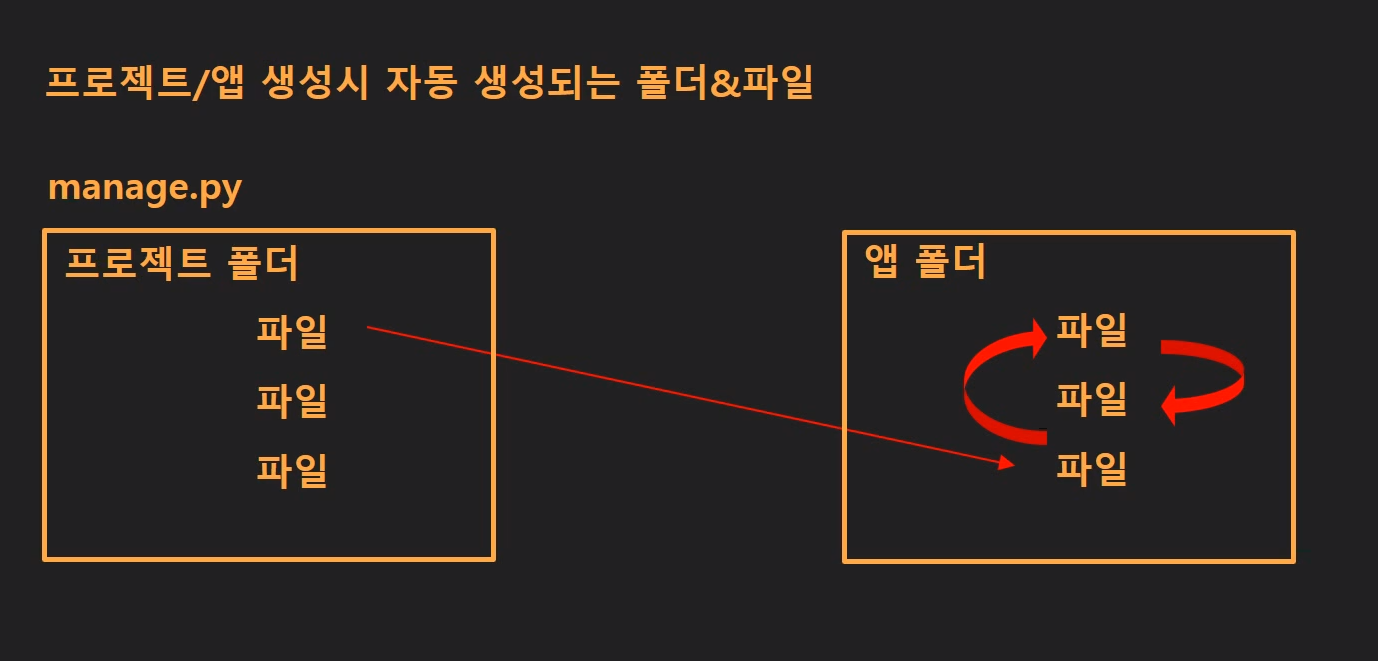 프로젝트/앱 생성시 자동 생성되는 폴더&파일
manage.py
프로젝트 폴더
파일
파일
파일
앱 폴더
파일
파일
파일